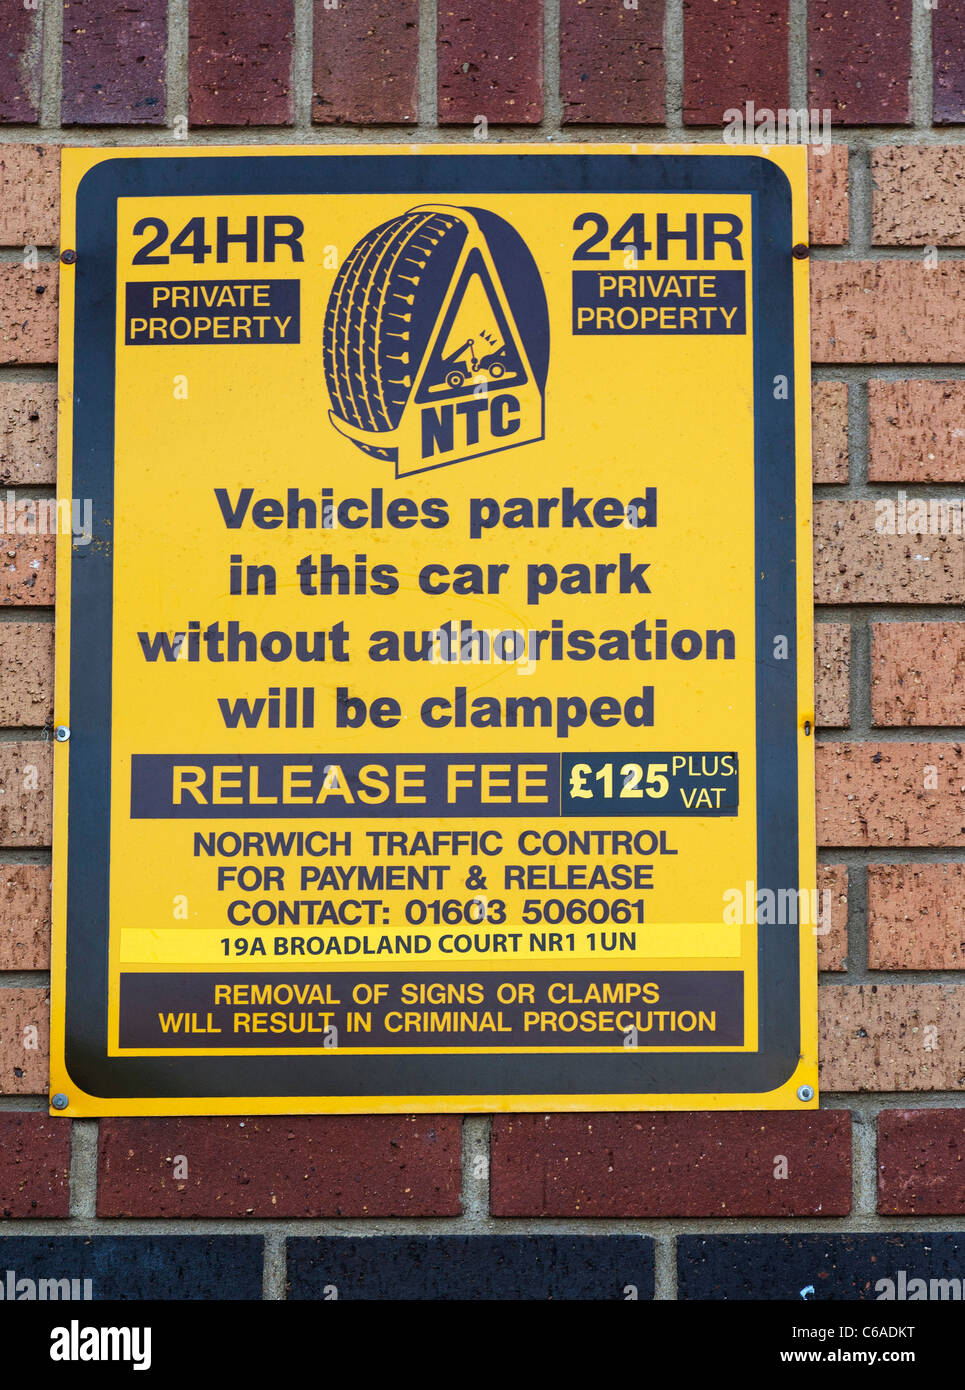 24HR
PRIVATE
PROPERTY
24HR
PRIVATE
PROPERTY
NTC
Vehicles parked
in this car park
without authorisation
will be clamped
RELEASE FEE £125 PLUS VAT
NORWICH TRAFFIC CONTROL
FOR PAYMENT & RELEASE
CONTACT: 01603 506061
19A BROADLAND COURT NR1 1UN
REMOVAL OF SIGNS OR CLAMPS
WILL RESULT IN CRIMINAL PROSECUTION
alamy
Image ID: C6ADKT
www.alamy.com